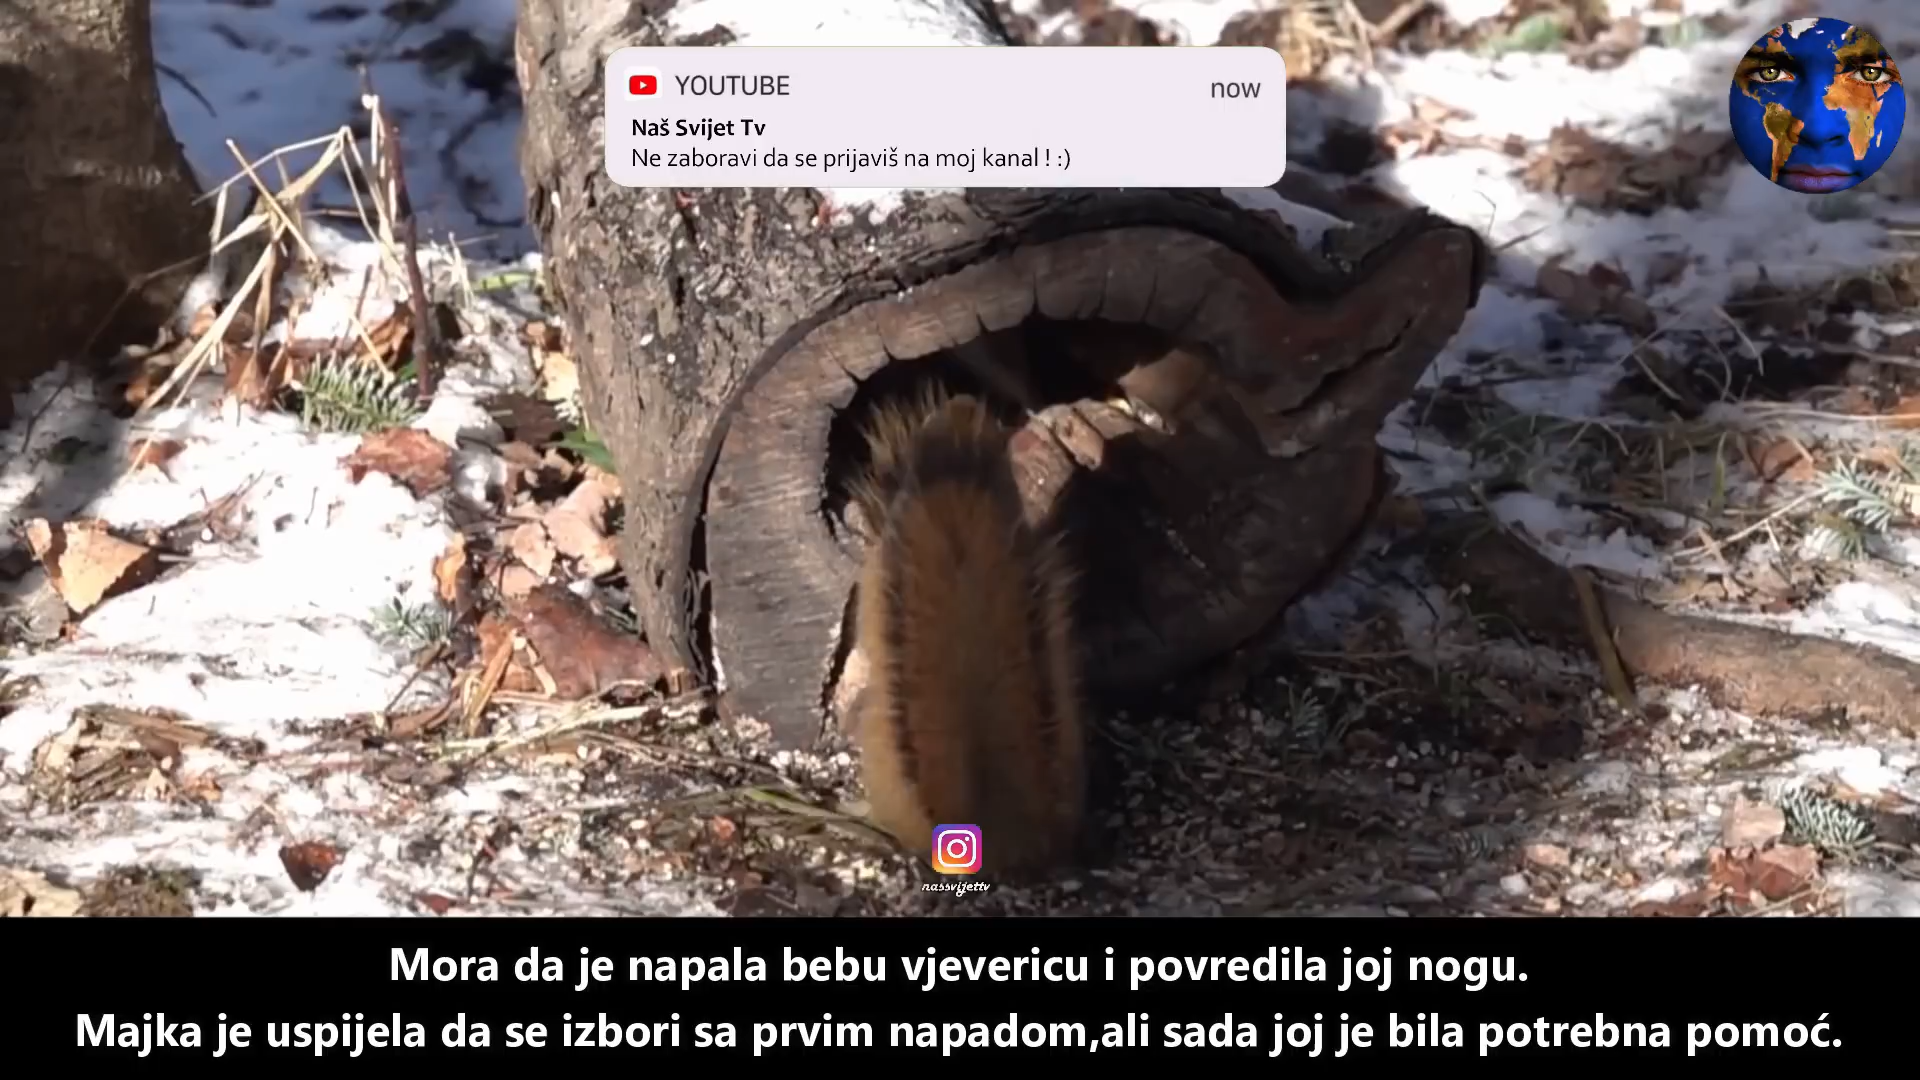 YOUTUBE
now
Naš Svijet Tv
Ne zaboravi da se prijaviš na moj kanal ! :)
nassvijettv
Mora da je napala bebu vjevericu i povredila joj nogu.
Majka je uspijela da se izbori sa prvim napadom,ali sada joj je bila potrebna pomoć.